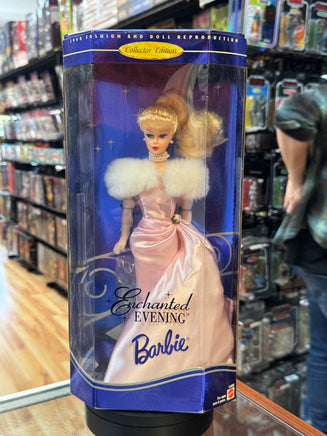 1960 FASHION AND DOLL REPRODUCTION
Collector Edition
Enchanted
EVENING
Barbie